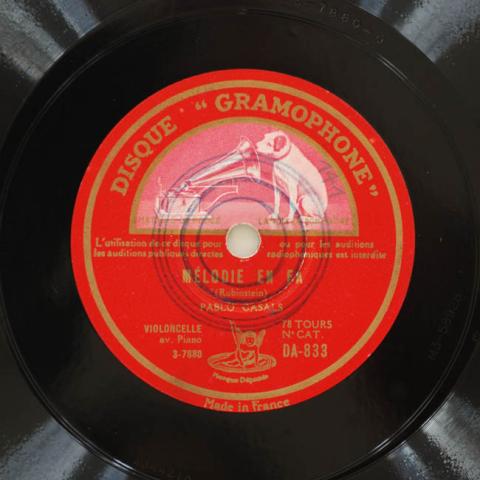 DISQUE "GRAMOPHONE"
L'utilisation de ce disque pour
les auditions publiques directes
ou pour les auditions
radiophoniques est interdite
MÉLODIE EN FA
(Rubinstein)
PABLO CASALS
VIOLONCELLE
av. Piano
3-7880
78 TOURS
Nº CAT.
DA-833
Marque Déposée
Made in France